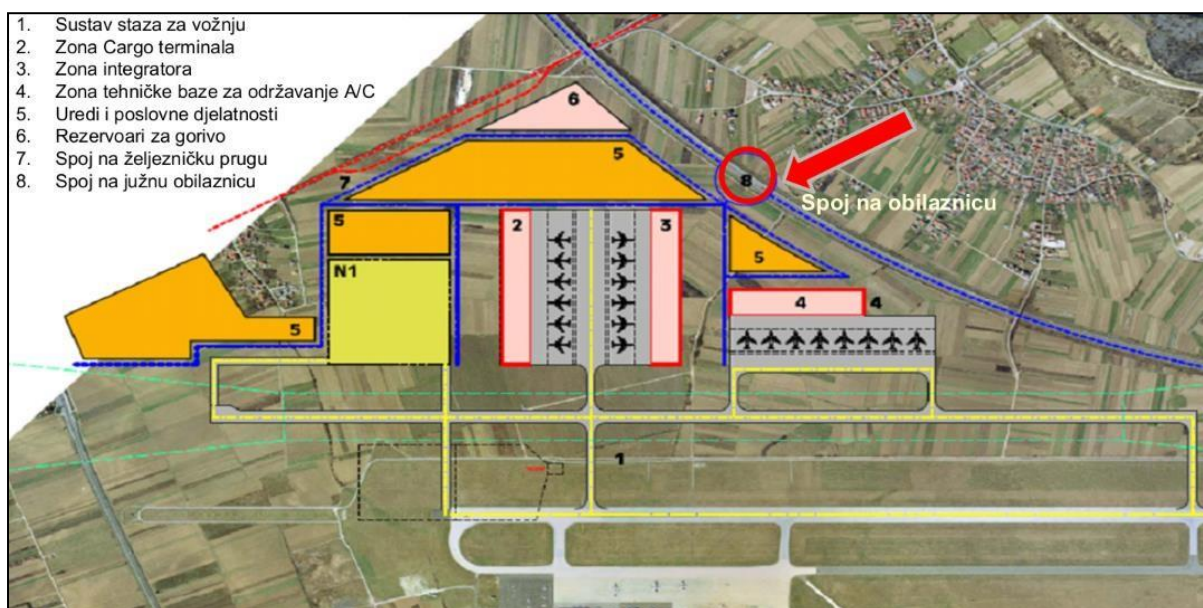 1. Sustav staza za vožnju
2. Zona Cargo terminala
3. Zona integratora
4. Zona tehničke baze za održavanje A/C
5. Uredi i poslovne djelatnosti
6. Rezervoari za gorivo
7. Spoj na željezničku prugu
8. Spoj na južnu obilaznicu
6
5
7
8
Spoj na obilaznicu
5
2
3
5
N1
4
4
5
1